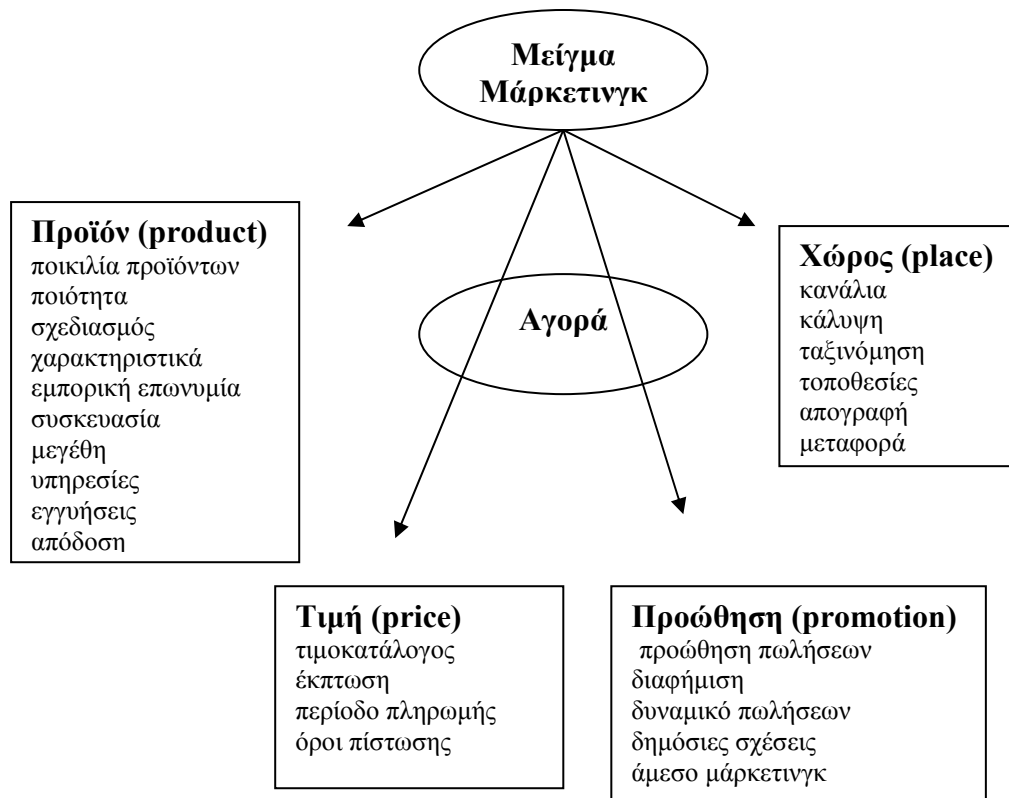 Μείγμα
Μάρκετινγκ
Προϊόν (product)
ποικιλία προϊόντων
ποιότητα
σχεδιασμός
χαρακτηριστικά
εμπορική επωνυμία
συσκευασία
μεγέθη
υπηρεσίες
εγγυήσεις
απόδοση
Αγορά
Χώρος (place)
κανάλια
κάλυψη
ταξινόμηση
τοποθεσίες
απογραφή
μεταφορά
Τιμή (price)
τιμοκατάλογος
έκπτωση
περίοδο πληρωμής
όροι πίστωσης
Προώθηση (promotion)
προώθηση πωλήσεων
διαφήμιση
δυναμικό πωλήσεων
δημόσιες σχέσεις
άμεσο μάρκετινγκ